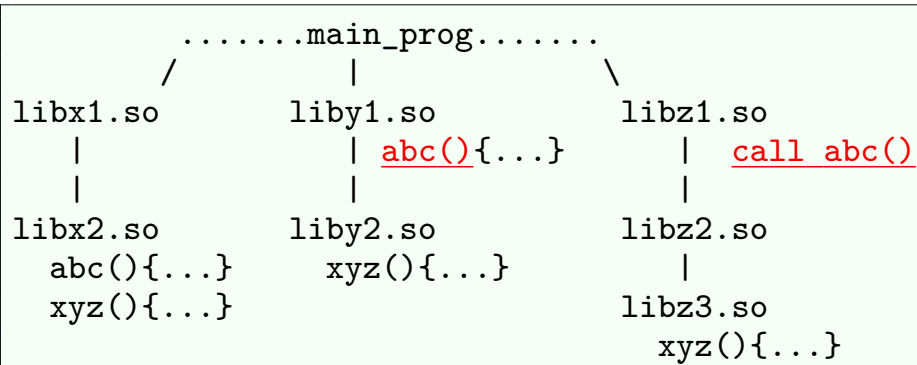 .......main_prog.......
/ | \
libx1.so liby1.so libz1.so
| | abc(){...} | call abc()
| | |
libx2.so liby2.so libz2.so
abc(){...} xyz(){...} |
xyz(){...} libz3.so
xyz(){...}